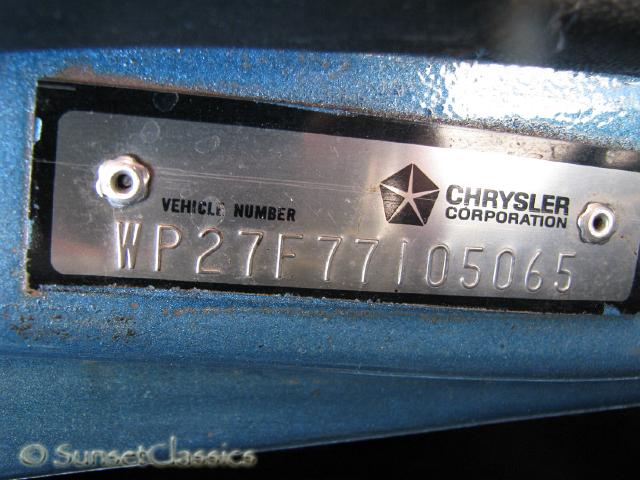 VEHICLE NUMBER
CHRYSLER
CORPORATION
WP27F77105065
© SunsetClassics